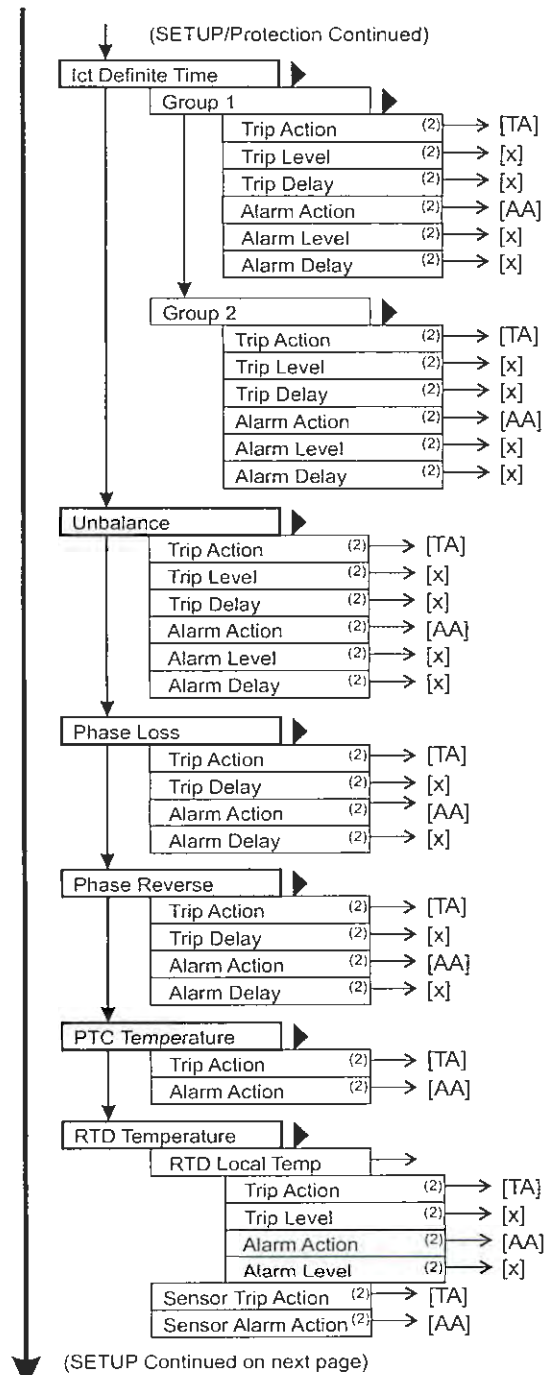 (SETUP/Protection Continued)
Ict Definite Time
Group 1
Trip Action (2) [TA]
Trip Level (2) [x]
Trip Delay (2) [x]
Alarm Action (2) [AA]
Alarm Level (2) [x]
Alarm Delay (2) [x]
Group 2
Trip Action (2) [TA]
Trip Level (2) [x]
Trip Delay (2) [x]
Alarm Action (2) [AA]
Alarm Level (2) [x]
Alarm Delay (2) [x]
Unbalance
Trip Action (2) [TA]
Trip Level (2) [x]
Trip Delay (2) [x]
Alarm Action (2) [AA]
Alarm Level (2) [x]
Alarm Delay (2) [x]
Phase Loss
Trip Action (2) [TA]
Trip Delay (2) [x]
Alarm Action (2) [AA]
Alarm Delay (2) [x]
Phase Reverse
Trip Action (2) [TA]
Trip Delay (2) [x]
Alarm Action (2) [AA]
Alarm Delay (2) [x]
PTC Temperature
Trip Action (2) [TA]
Alarm Action (2) [AA]
RTD Temperature
RTD Local Temp
Trip Action (2) [TA]
Trip Level (2) [x]
Alarm Action (2) [AA]
Alarm Level (2) [x]
Sensor Trip Action (2) [TA]
Sensor Alarm Action (2) [AA]
(SETUP Continued on next page)